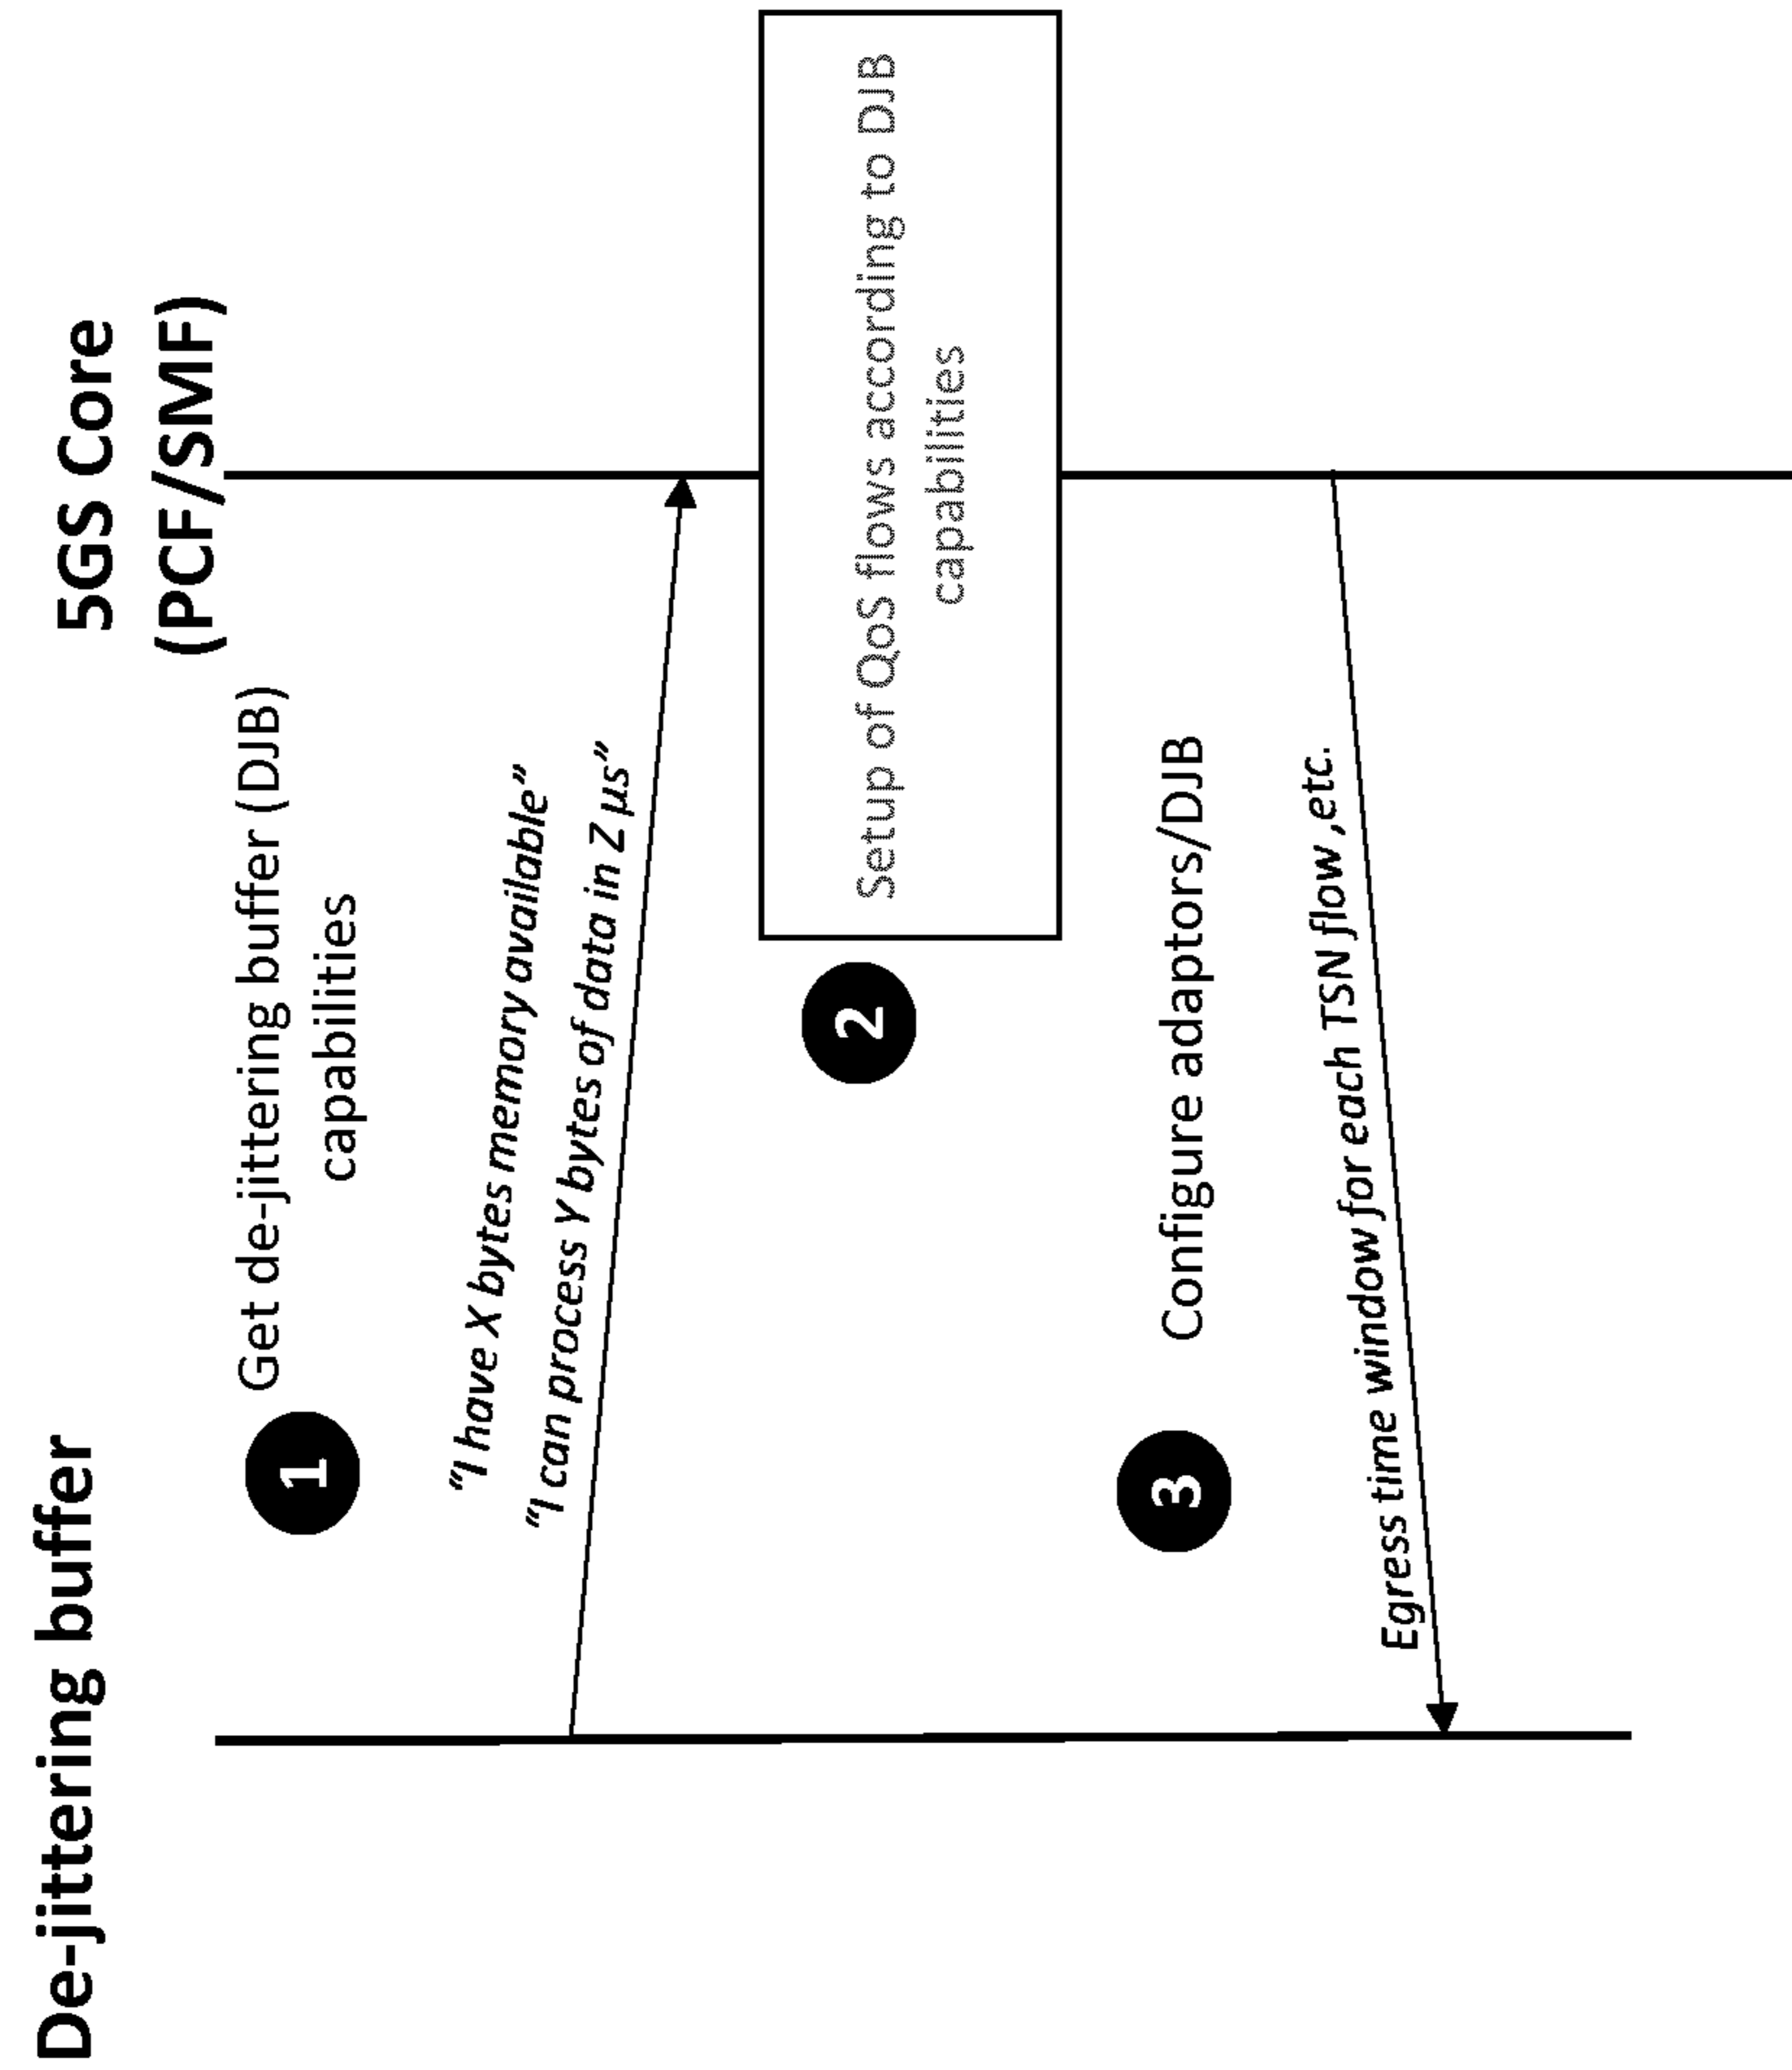 De-jittering buffer
5GS Core
(PCF/SMF)
1
Get de-jittering buffer (DJB)
capabilities
“I have X bytes memory available”
“I can process Y bytes of data in Z µs”
2
Setup of QoS flows according to DJB
capabilities
3
Configure adaptors/DJB
Egress time window for each TSN flow ,etc.